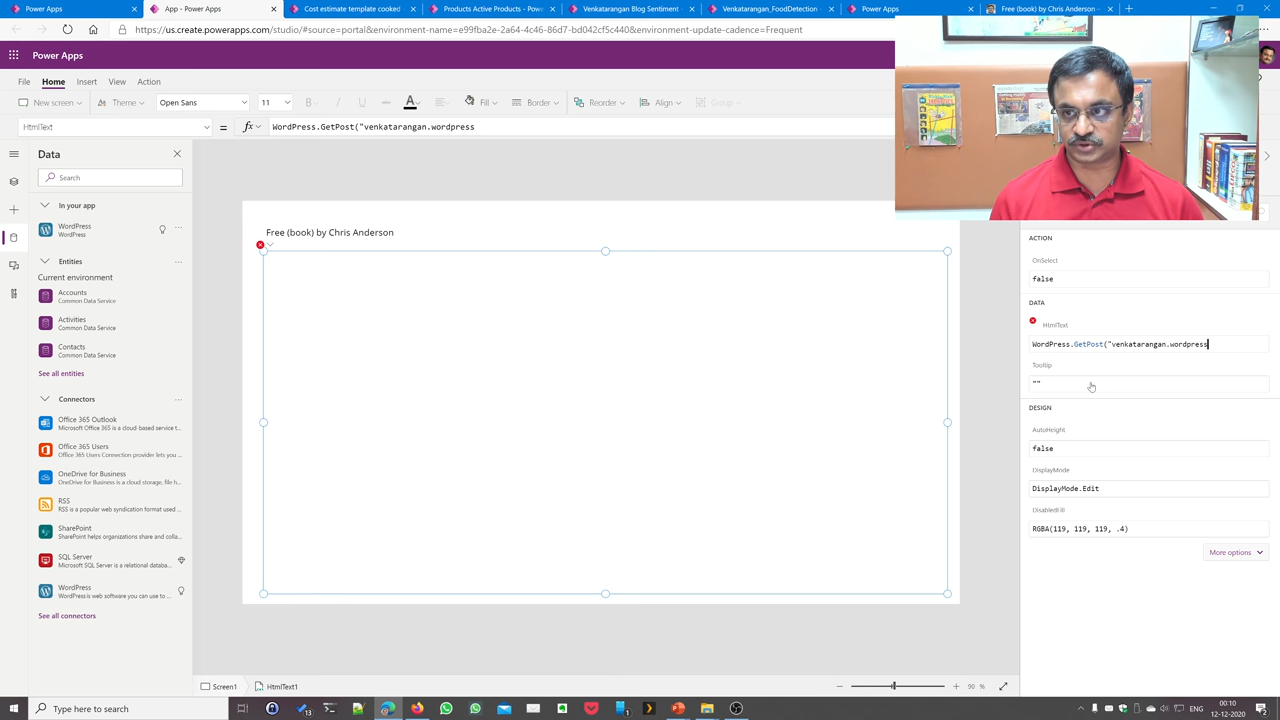 Power Apps
App - Power Apps
Cost estimate template cooked
Products Active Products - Powe
Venkatarangan Blog Sentiment -
Venkatarangan_FoodDetection -
Power Apps
Free (book) by Chris Anderson -
https://us.create.powerapps.com/studio/#source=portal&environment-name=e99fba2e-2a64-4c46-86d7-bd042cf5c440&environment-update-cadence=Frequent
Power Apps
File Home Insert View Action
New screen Theme Open Sans 11 Fill Border Reorder Align Group
HtmlText = fx WordPress.GetPost("venkatarangan.wordpress
Data
Search
In your app
WordPress
WordPress
Entities
Current environment
Accounts
Common Data Service
Activities
Common Data Service
Contacts
Common Data Service
See all entities
Connectors
Office 365 Outlook
Microsoft Office 365 is a cloud-based service t...
Office 365 Users
Office 365 Users Connection provider lets you ...
OneDrive for Business
OneDrive for Business is a cloud storage, file h...
RSS
RSS is a popular web syndication format used ...
SharePoint
SharePoint helps organizations share and colla...
SQL Server
Microsoft SQL Server is a relational databa...
WordPress
WordPress is web software you can use to ...
See all connectors
Free (book) by Chris Anderson
ACTION
OnSelect
false
DATA
HtmlText
WordPress.GetPost("venkatarangan.wordpress
Tooltip
""
DESIGN
AutoHeight
false
DisplayMode
DisplayMode.Edit
DisabledFill
RGBA(119, 119, 119, .4)
More options
Screen1 HtmlText1
90 %
Type here to search
ENG
00:10
12-12-2020